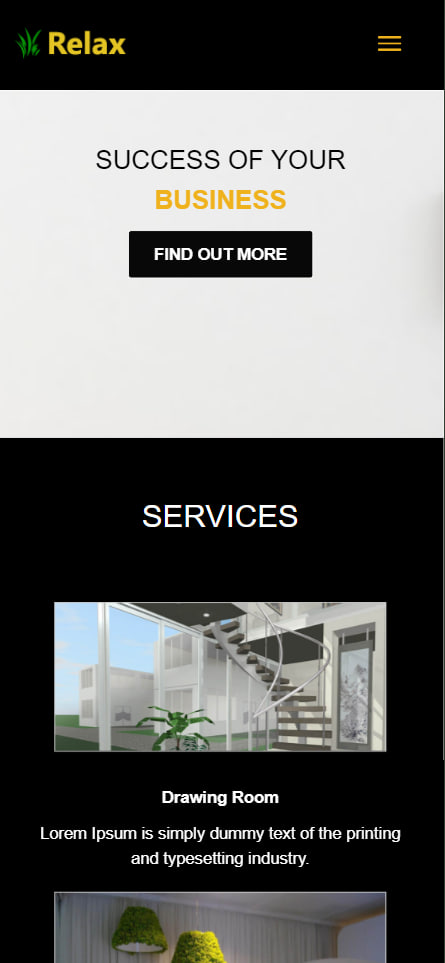 Relax
SUCCESS OF YOUR
BUSINESS
FIND OUT MORE
SERVICES
Drawing Room
Lorem Ipsum is simply dummy text of the printing
and typesetting industry.